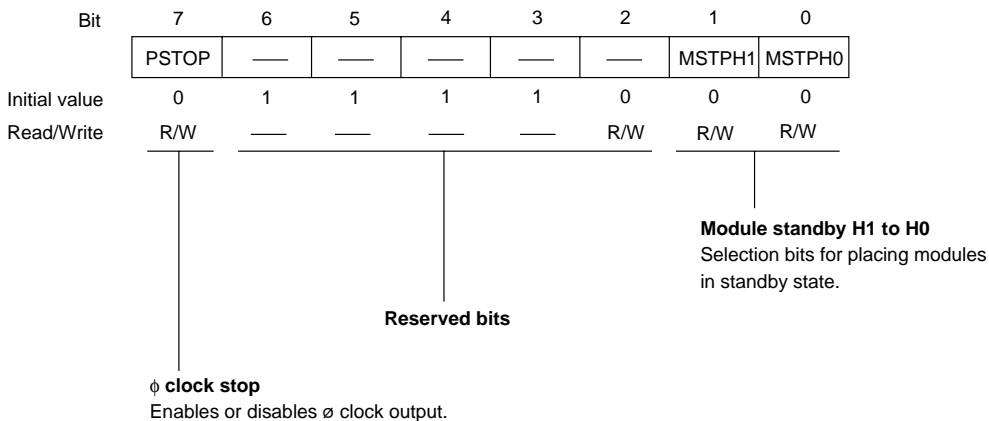 Bit 7 6 5 4 3 2 1 0
PSTOP — — — — — MSTPH1 MSTPH0
Initial value 0 1 1 1 1 0 0 0
Read/Write R/W — — — — R/W R/W R/W
Module standby H1 to H0
Selection bits for placing modules
in standby state.
Reserved bits
ϕ clock stop
Enables or disables ø clock output.